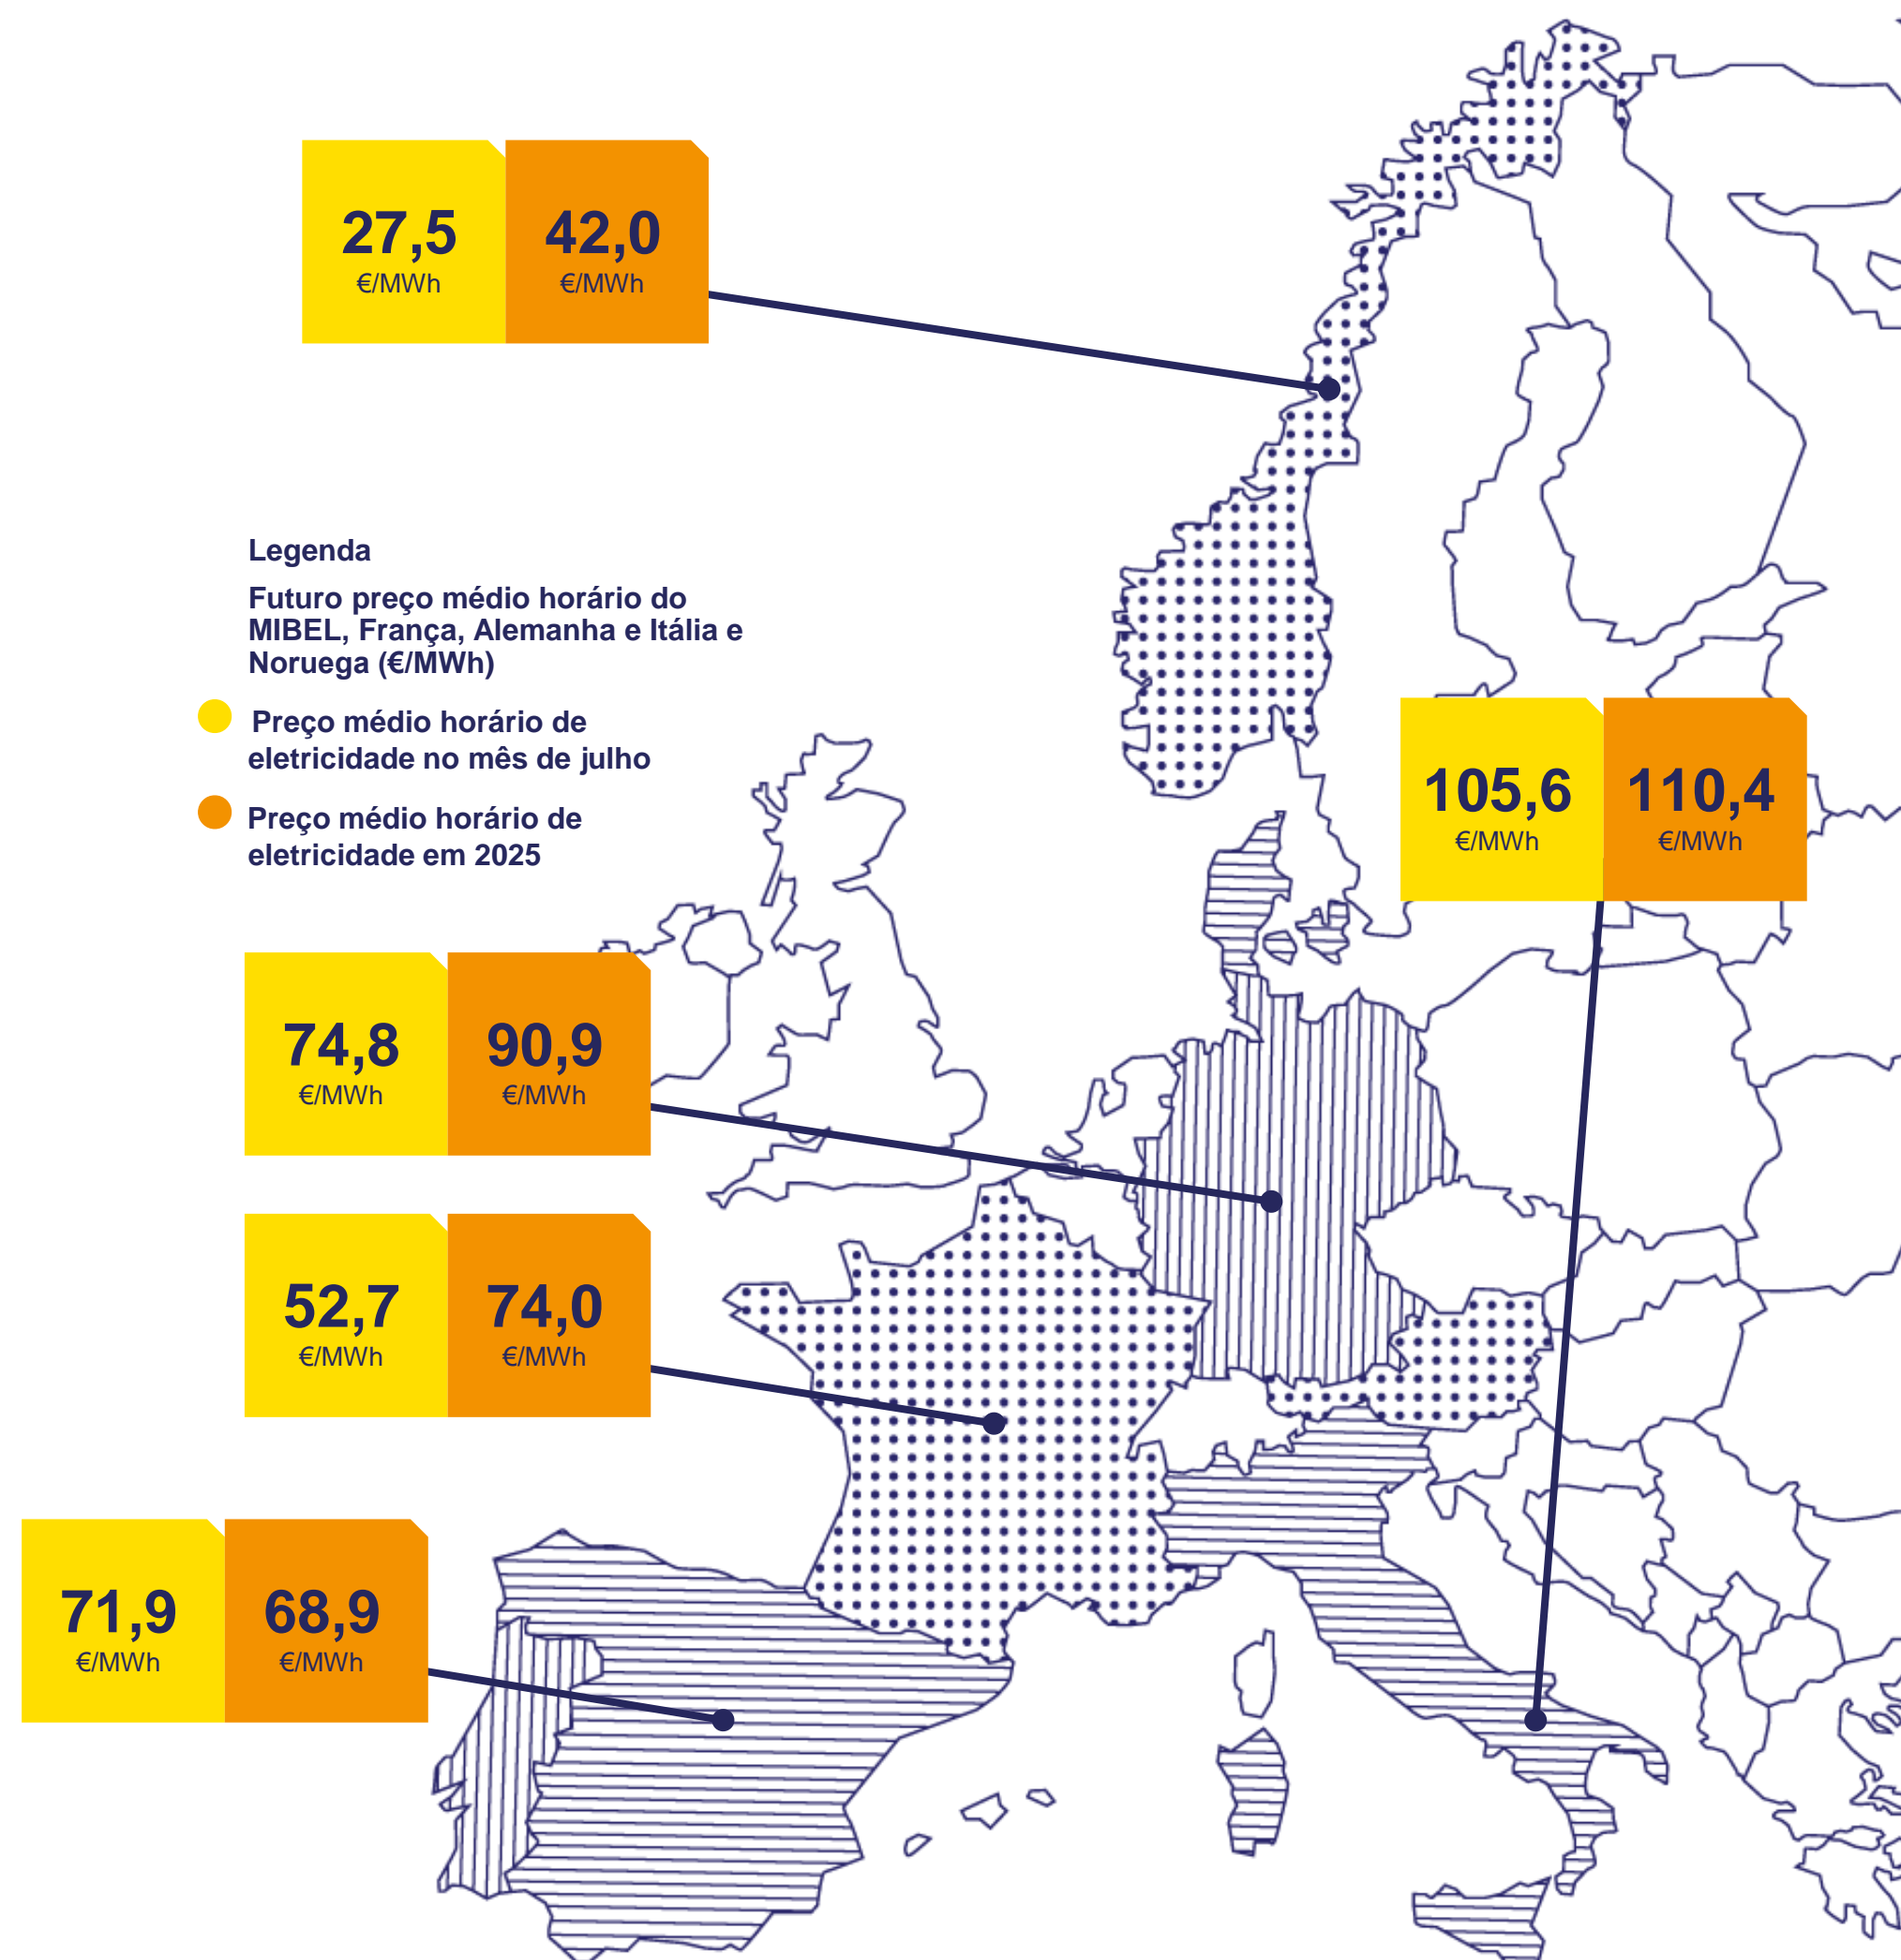 27,5
€/MWh
42,0
€/MWh
Legenda
Futuro preço médio horário do
MIBEL, França, Alemanha e Itália e
Noruega (€/MWh)
Preço médio horário de
eletricidade no mês de julho
Preço médio horário de
eletricidade em 2025
105,6
€/MWh
110,4
€/MWh
74,8
€/MWh
90,9
€/MWh
52,7
€/MWh
74,0
€/MWh
71,9
€/MWh
68,9
€/MWh